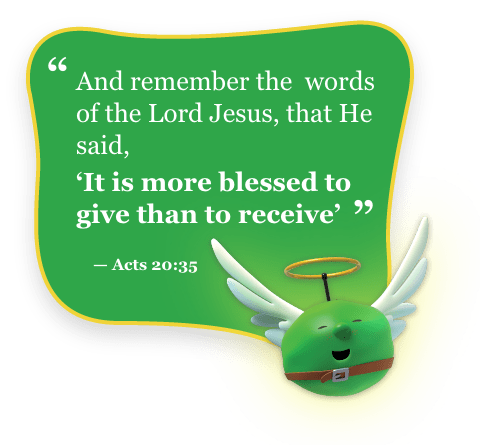 “ And remember the words
of the Lord Jesus, that He
said,
‘It is more blessed to
give than to receive’ ”
— Acts 20:35